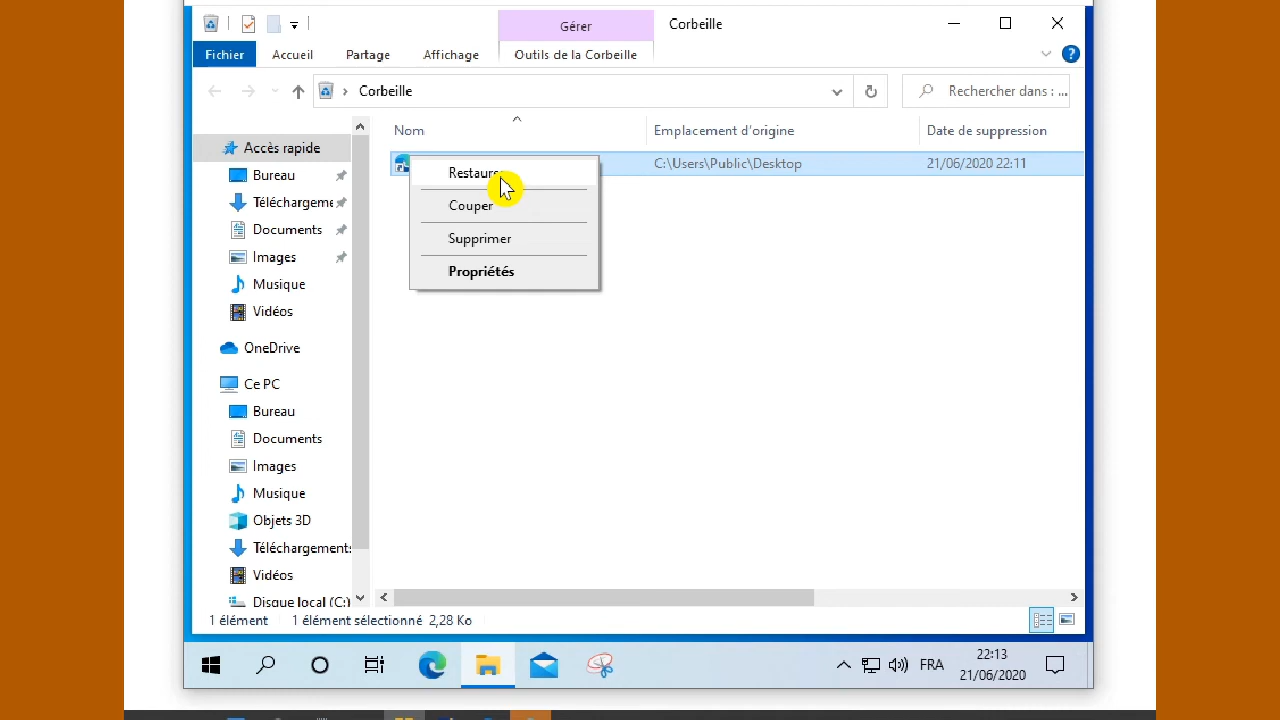 Gérer
Corbeille
Fichier
Accueil
Partage
Affichage
Outils de la Corbeille
Corbeille
Rechercher dans : ...
Nom
Emplacement d'origine
Date de suppression
C:\Users\Public\Desktop
21/06/2020 22:11
Couper
Supprimer
Propriétés
Accès rapide
Bureau
Documents
Images
Musique
Vidéos
OneDrive
Ce PC
Bureau
Documents
Images
Musique
Objets 3D
Téléchargements
Vidéos
Disque local (C:)
1 élément
1 élément sélectionné 2,28 Ko
FRA
22:13
21/06/2020